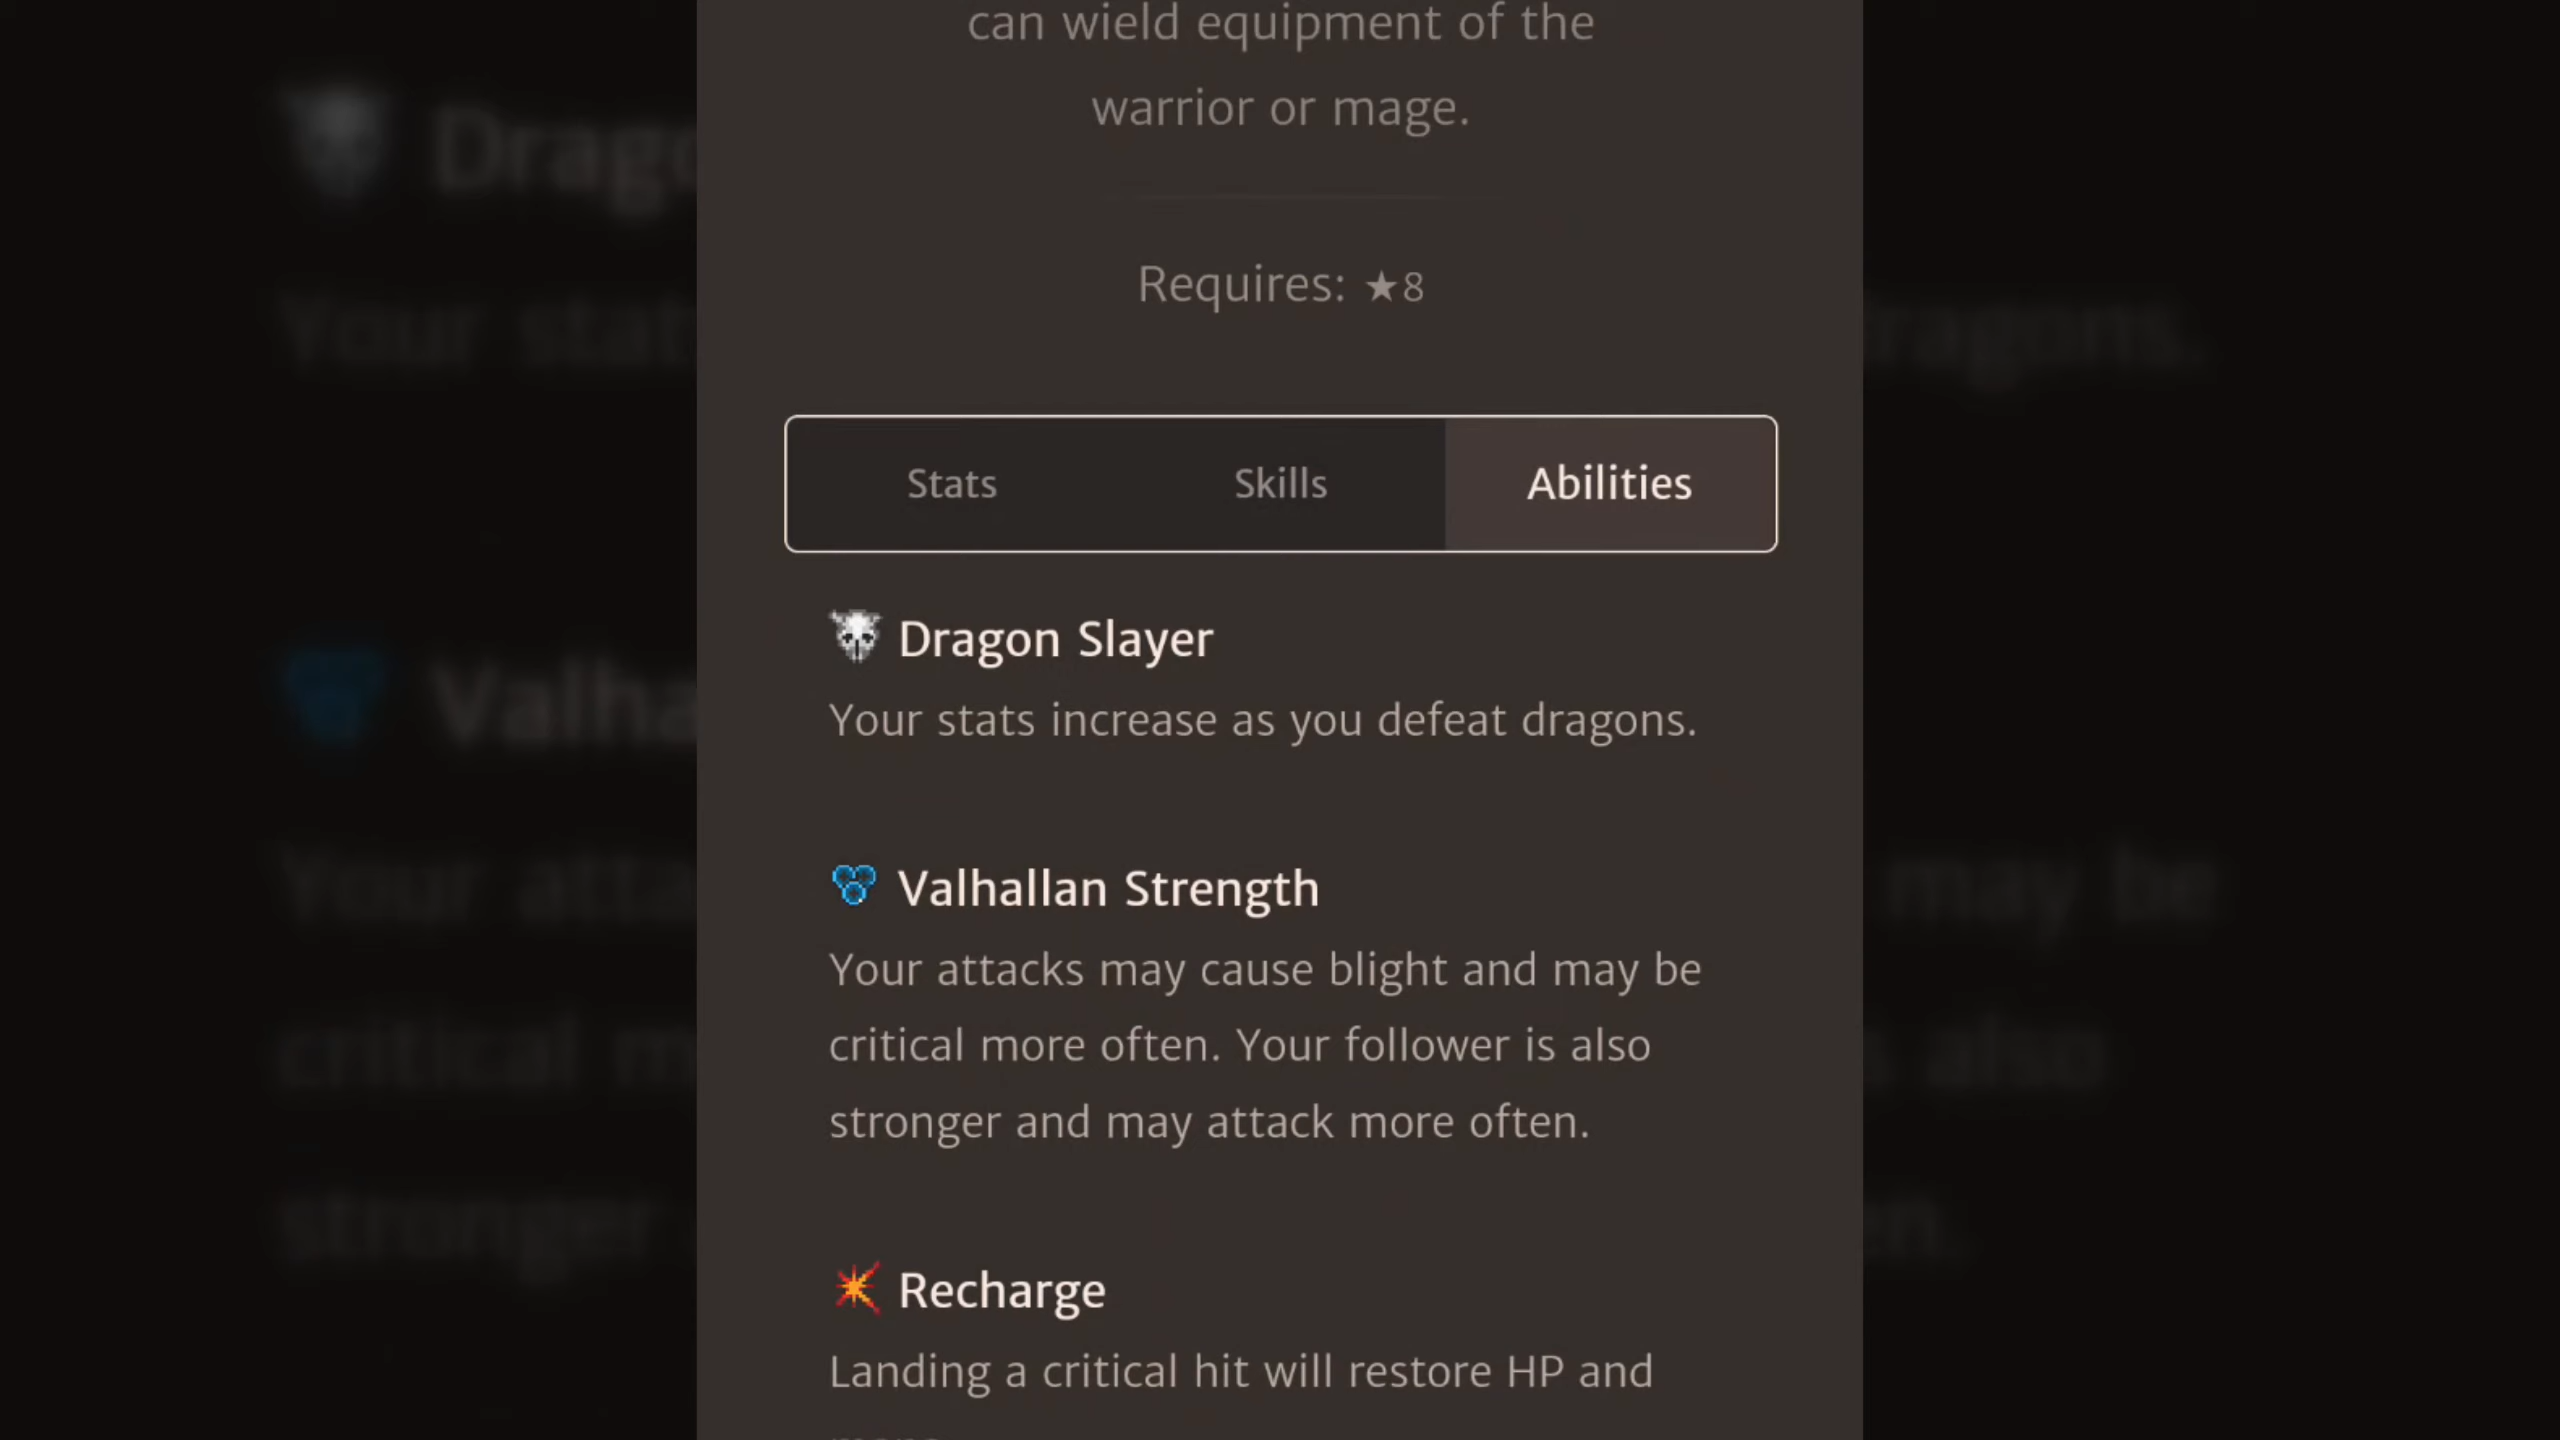 can wield equipment of the
warrior or mage.
Requires: ★8
Stats
Skills
Abilities
Dragon Slayer
Your stats increase as you defeat dragons.
Valhallan Strength
Your attacks may cause blight and may be
critical more often. Your follower is also
stronger and may attack more often.
Recharge
Landing a critical hit will restore HP and